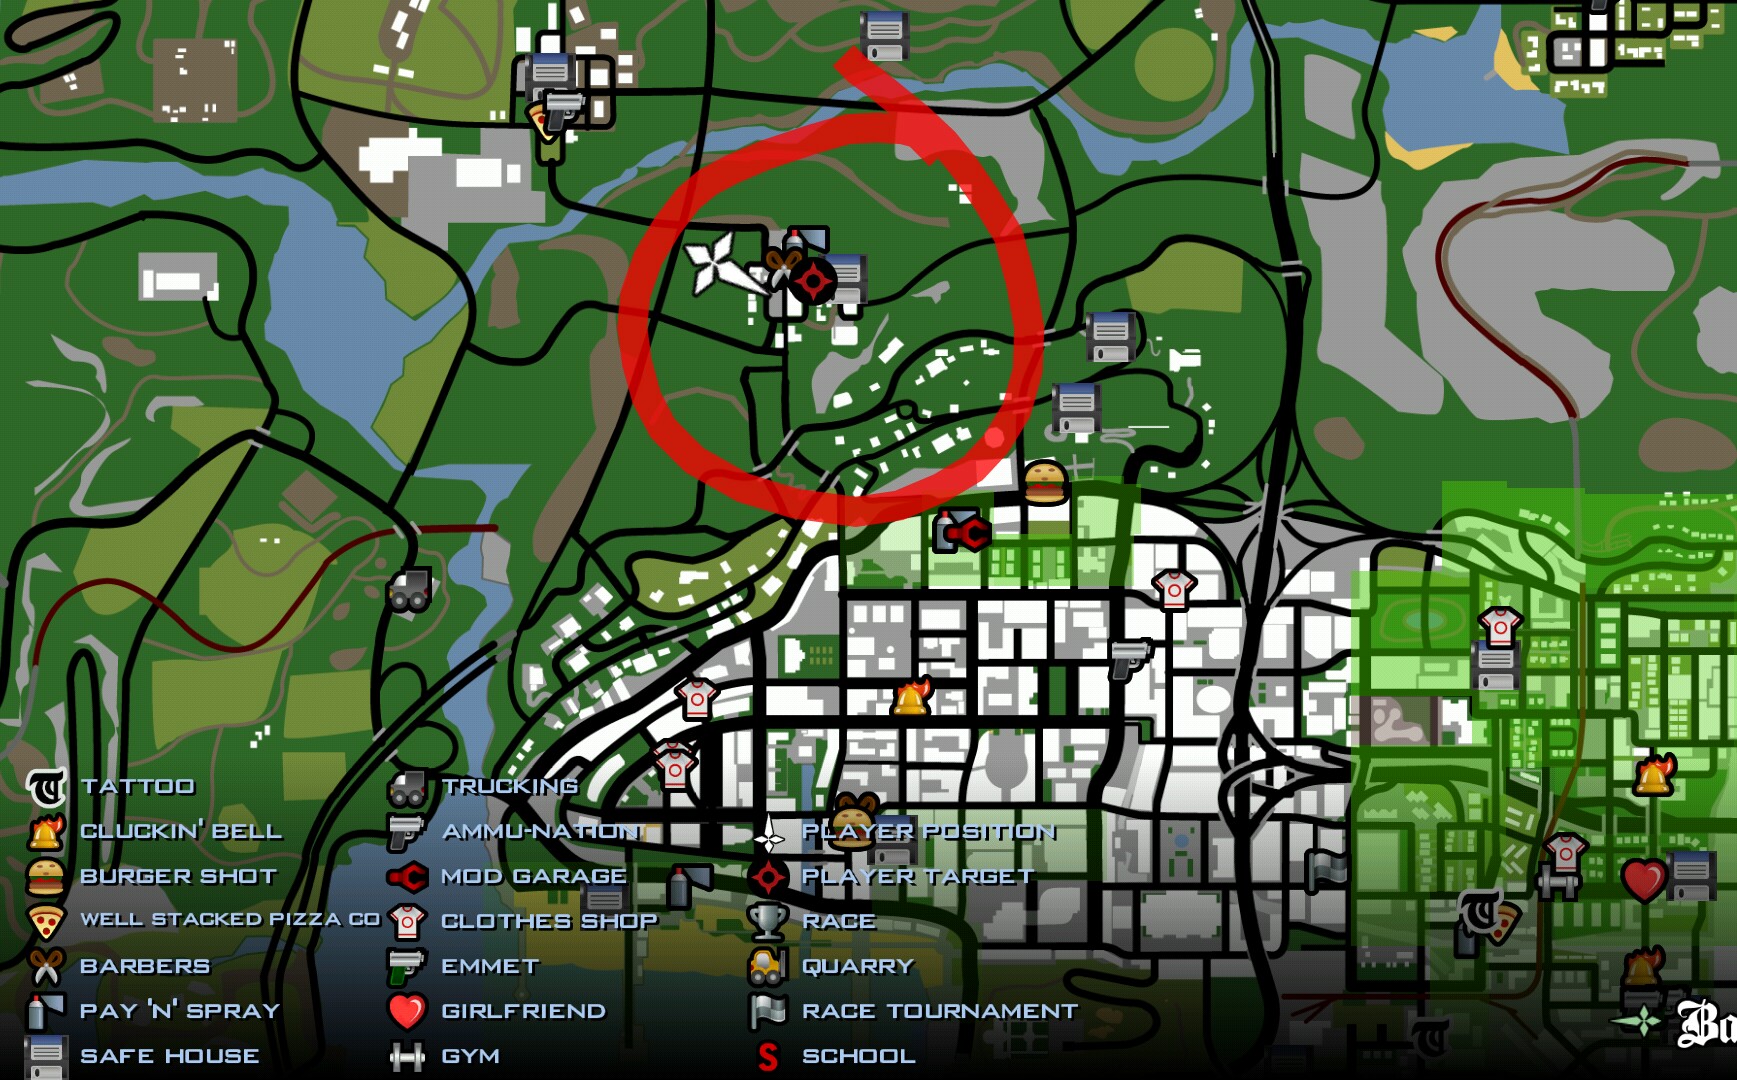 TATTOO
CLUCKIN' BELL
BURGER SHOT
WELL STACKED PIZZA CO
BARBERS
PAY 'N' SPRAY
SAFE HOUSE
TRUCKING
AMMU-NATION
MOD GARAGE
CLOTHES SHOP
EMMET
GIRLFRIEND
GYM
PLAYER POSITION
PLAYER TARGET
RACE
QUARRY
RACE TOURNAMENT
SCHOOL
Ba